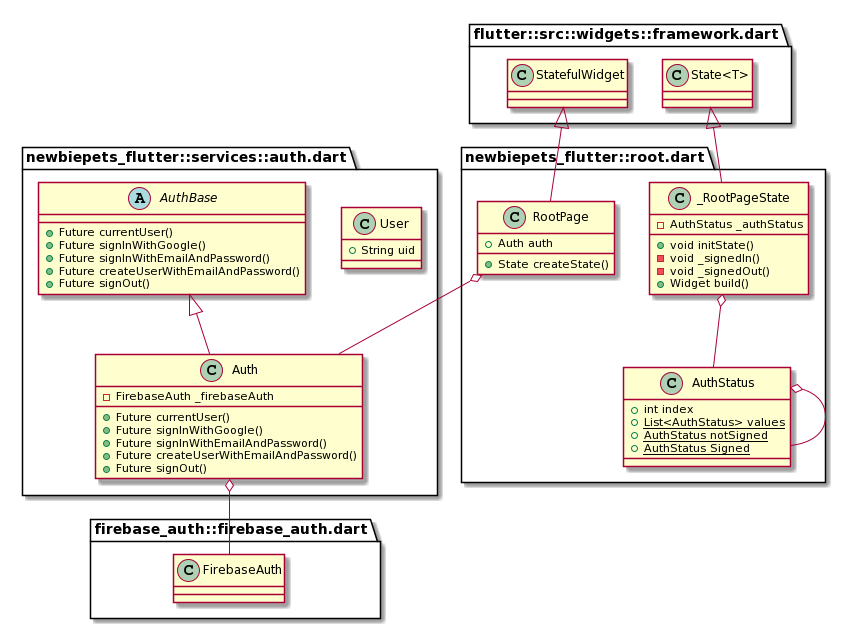 flutter::src::widgets::framework.dart
C StatefulWidget
C State<T>
newbiepets_flutter::services::auth.dart
A AuthBase
Future currentUser()
Future signInWithGoogle()
Future signInWithEmailAndPassword()
Future createUserWithEmailAndPassword()
Future signOut()
C User
String uid
newbiepets_flutter::root.dart
C RootPage
Auth auth
State createState()
C _RootPageState
AuthStatus _authStatus
void initState()
void _signedIn()
void _signedOut()
Widget build()
C Auth
FirebaseAuth _firebaseAuth
Future currentUser()
Future signInWithGoogle()
Future signInWithEmailAndPassword()
Future createUserWithEmailAndPassword()
Future signOut()
C AuthStatus
int index
List<AuthStatus> values
AuthStatus notSigned
AuthStatus Signed
firebase_auth::firebase_auth.dart
C FirebaseAuth